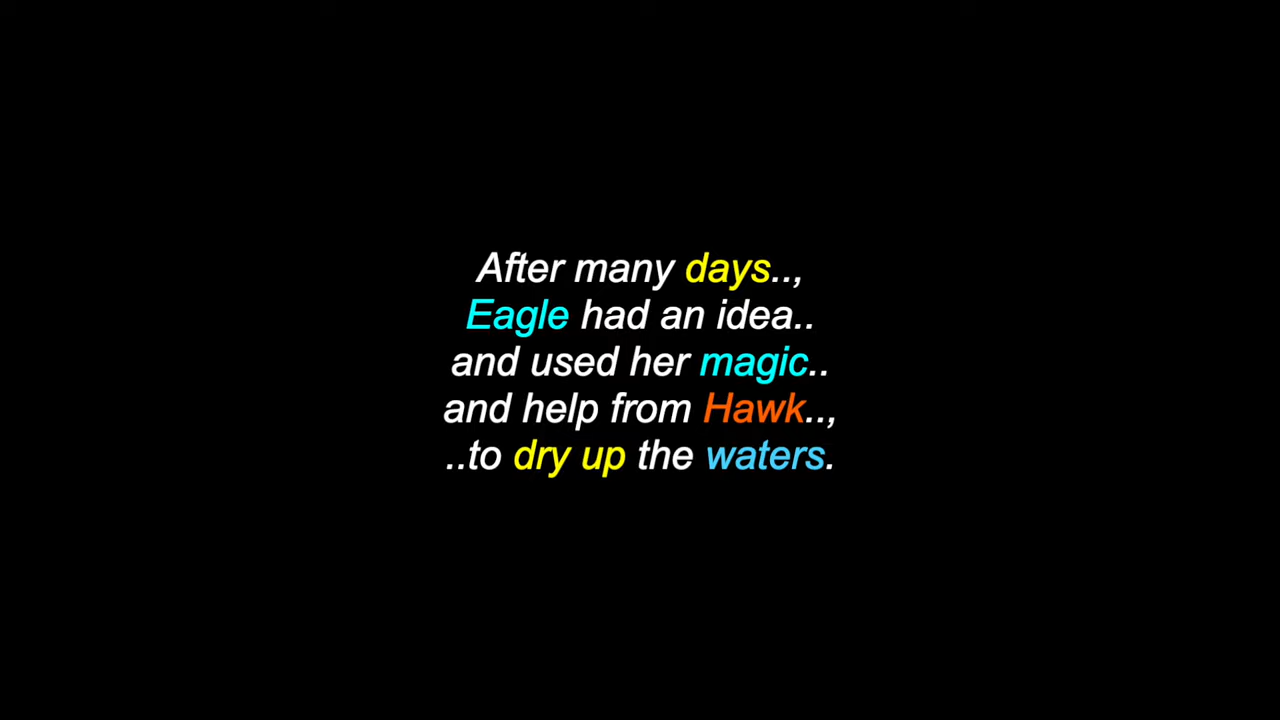 After many days..,
Eagle had an idea..
and used her magic..
and help from Hawk..,
..to dry up the waters.